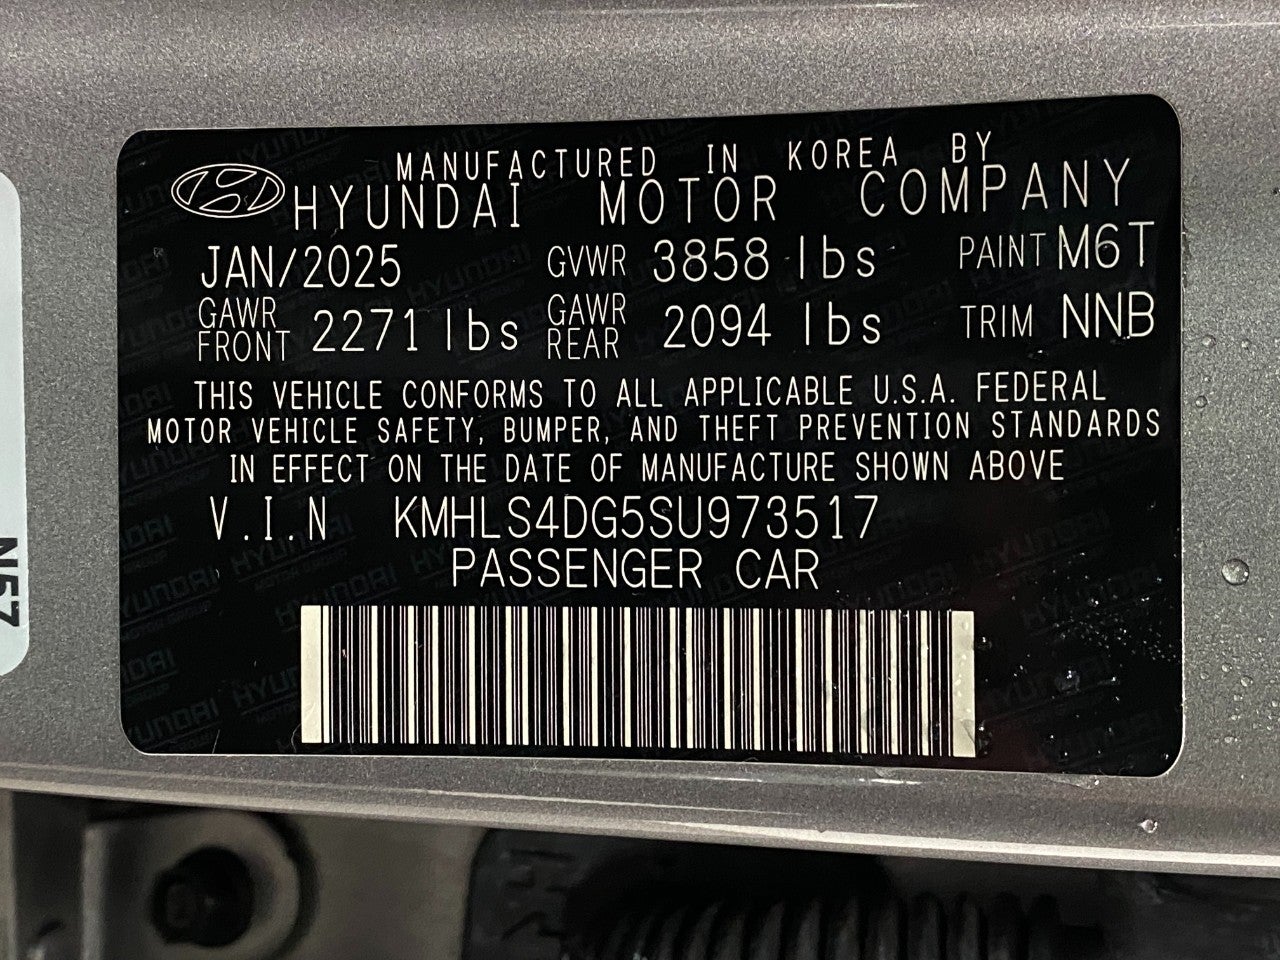 MANUFACTURED IN KOREA BY
HYUNDAI MOTOR COMPANY
JAN/2025 GVWR 3858 lbs PAINT M6T
GAWR FRONT 2271 lbs GAWR REAR 2094 lbs TRIM NNB
THIS VEHICLE CONFORMS TO ALL APPLICABLE U.S.A. FEDERAL
MOTOR VEHICLE SAFETY, BUMPER, AND THEFT PREVENTION STANDARDS
IN EFFECT ON THE DATE OF MANUFACTURE SHOWN ABOVE
V.I.N KMHLS4DG5SU973517
PASSENGER CAR
N57